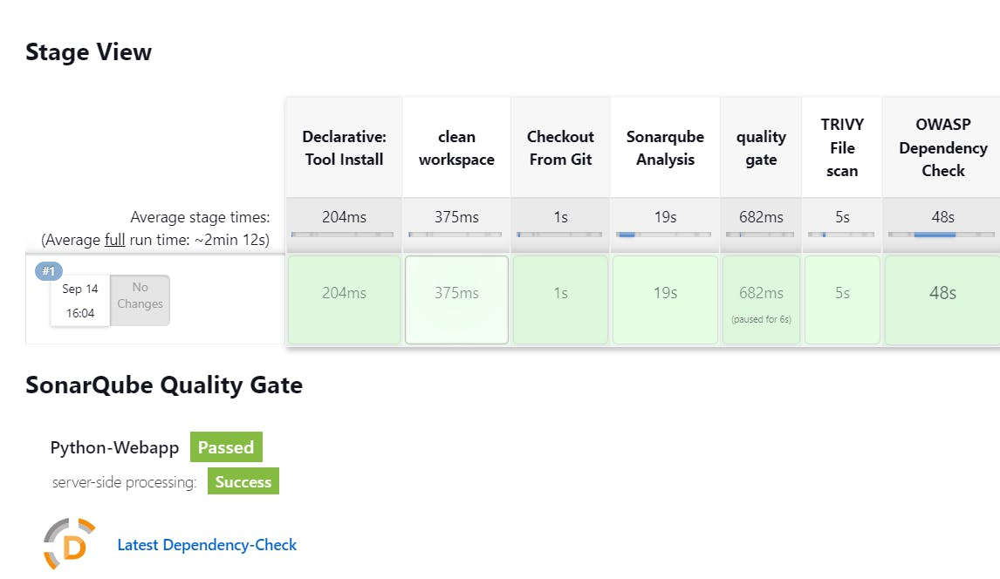 Stage View
Declarative: Tool Install
clean workspace
Checkout From Git
Sonarqube Analysis
quality gate
TRIVY File scan
OWASP Dependency Check
Average stage times:
(Average full run time: ~2min 12s)
204ms
375ms
1s
19s
682ms
5s
48s
#1
Sep 14
16:04
No
Changes
204ms
375ms
1s
19s
682ms
(paused for 6s)
5s
48s
SonarQube Quality Gate
Python-Webapp Passed
server-side processing: Success
D
Latest Dependency-Check